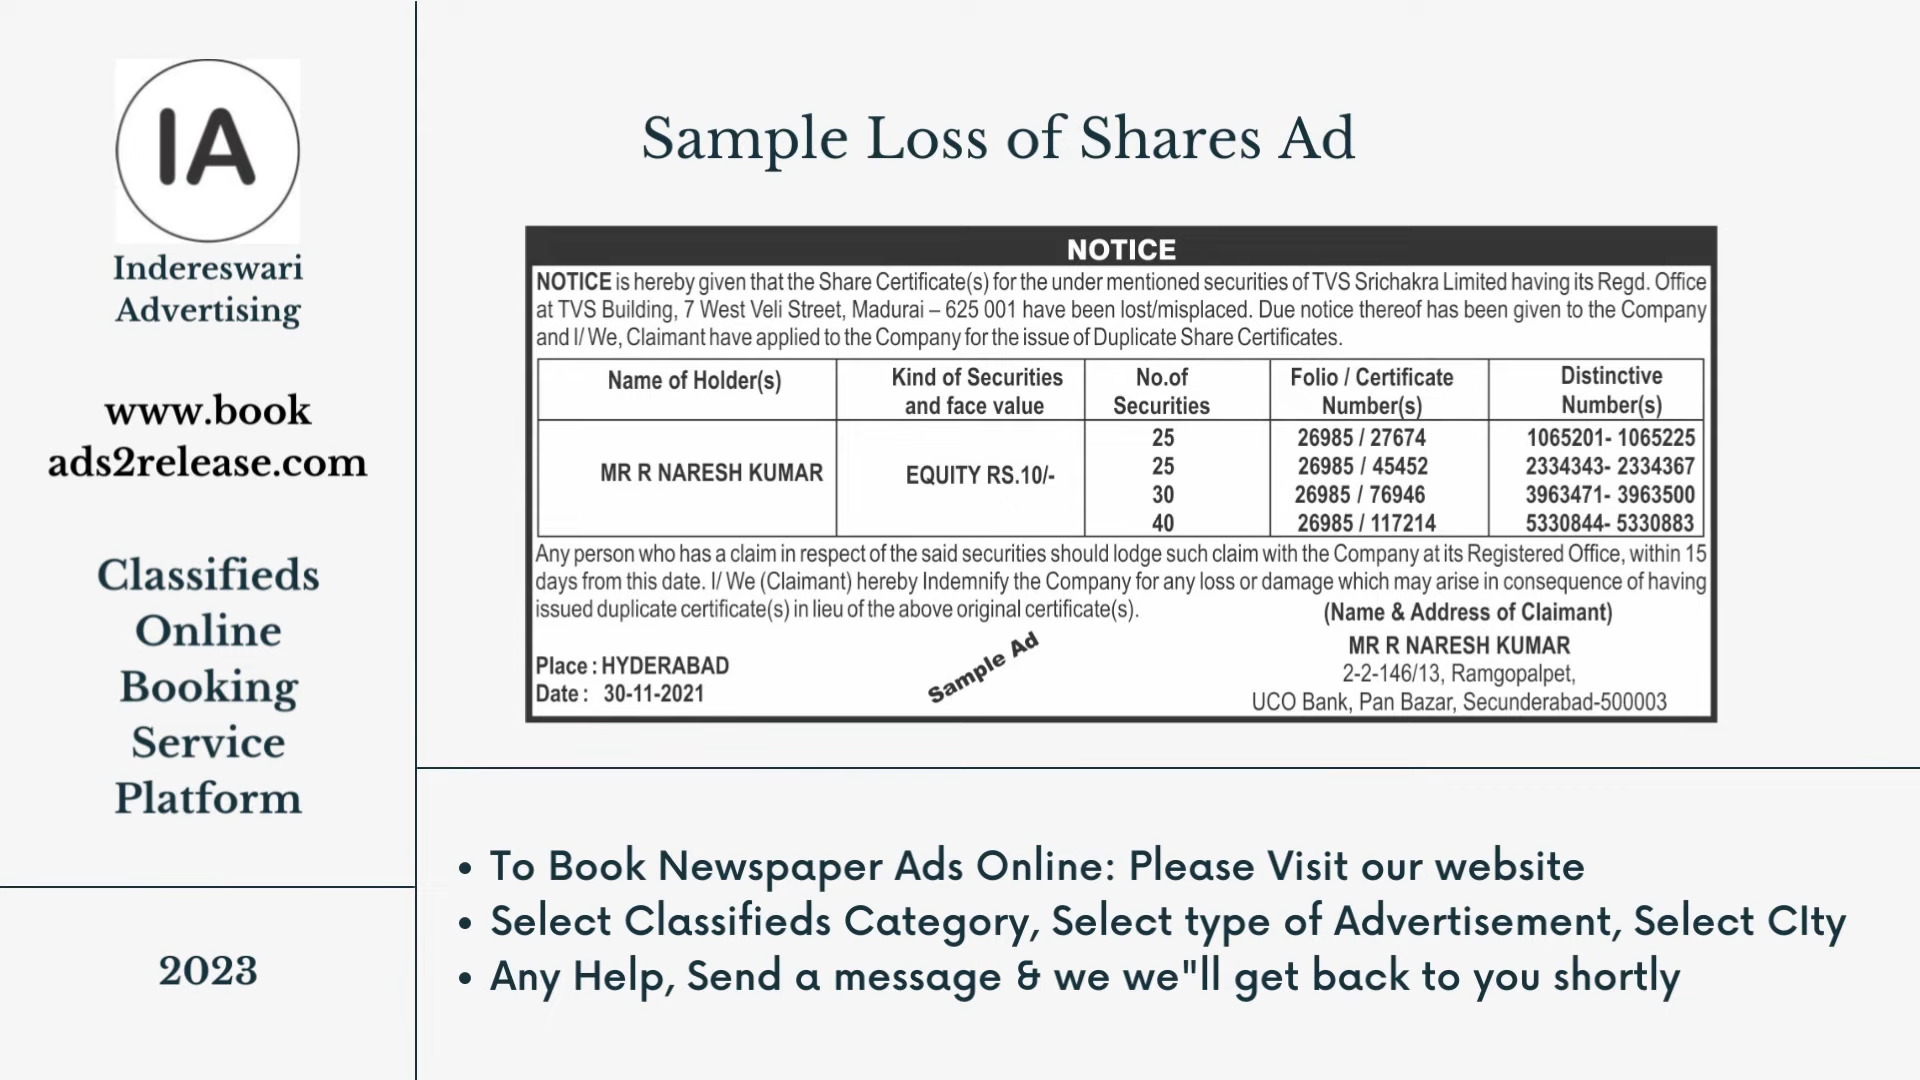 IA
Indereswari
Advertising
www.book
ads2release.com
Classifieds
Online
Booking
Service
Platform
2023
Sample Loss of Shares Ad
NOTICE
NOTICE is hereby given that the Share Certificate(s) for the under mentioned securities of TVS Srichakra Limited having its Regd. Office
at TVS Building, 7 West Veli Street, Madurai – 625 001 have been lost/misplaced. Due notice thereof has been given to the Company
and I/ We, Claimant have applied to the Company for the issue of Duplicate Share Certificates.
Name of Holder(s) Kind of Securities and face value No.of Securities Folio / Certificate Number(s) Distinctive Number(s)
MR R NARESH KUMAR EQUITY RS.10/-
25 26985 / 27674 1065201- 1065225
25 26985 / 45452 2334343- 2334367
30 26985 / 76946 3963471- 3963500
40 26985 / 117214 5330844- 5330883
Any person who has a claim in respect of the said securities should lodge such claim with the Company at its Registered Office, within 15
days from this date. I/ We (Claimant) hereby Indemnify the Company for any loss or damage which may arise in consequence of having
issued duplicate certificate(s) in lieu of the above original certificate(s).
(Name & Address of Claimant)
MR R NARESH KUMAR
2-2-146/13, Ramgopalpet,
UCO Bank, Pan Bazar, Secunderabad-500003
Place : HYDERABAD
Date : 30-11-2021
Sample Ad
• To Book Newspaper Ads Online: Please Visit our website
• Select Classifieds Category, Select type of Advertisement, Select CIty
• Any Help, Send a message & we we"ll get back to you shortly